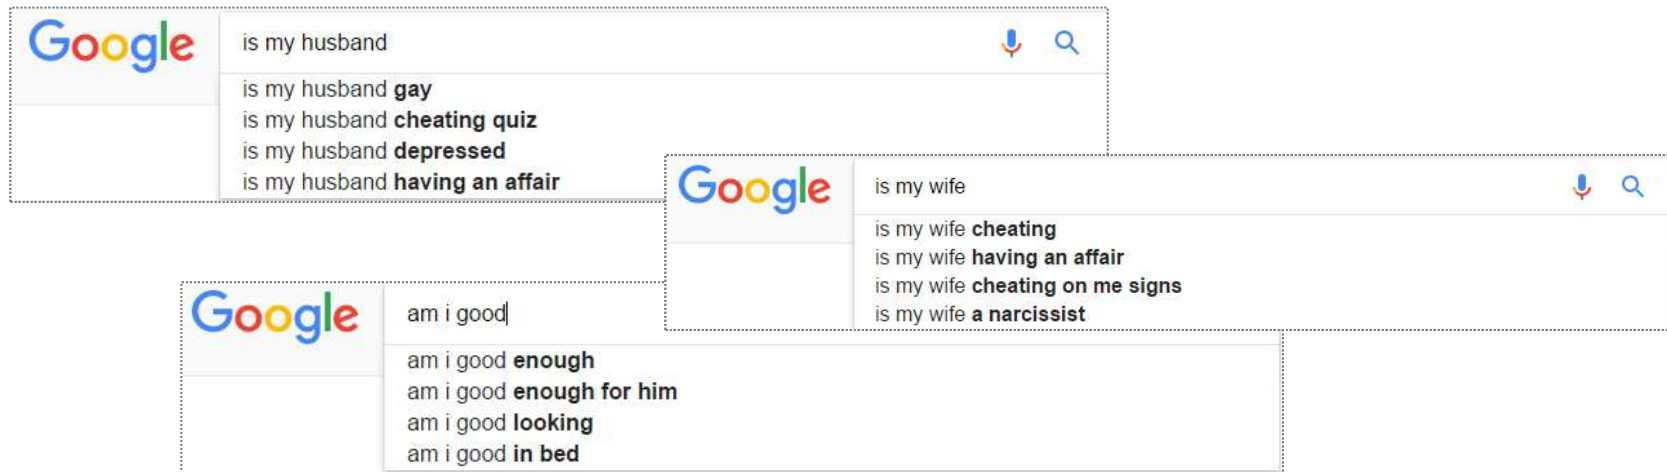 Google
is my husband
is my husband gay
is my husband cheating quiz
is my husband depressed
is my husband having an affair
Google
is my wife
is my wife cheating
is my wife having an affair
is my wife cheating on me signs
is my wife a narcissist
Google
am i good
am i good enough
am i good enough for him
am i good looking
am i good in bed